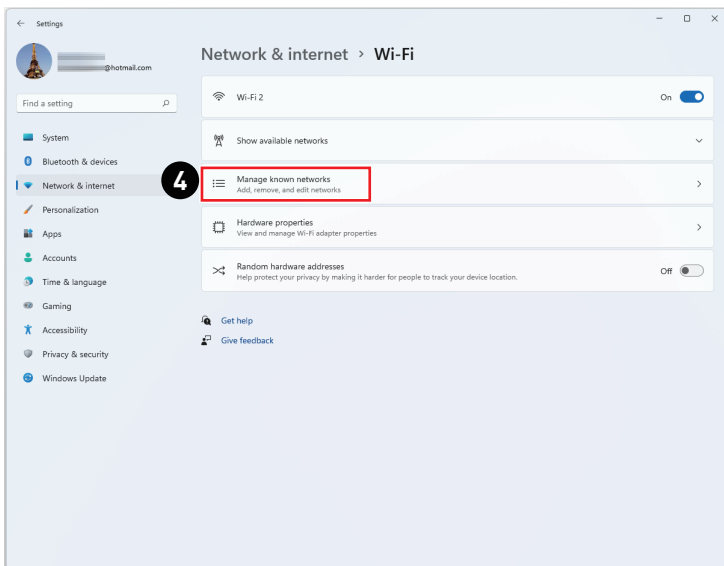 Settings
@hotmail.com
Find a setting
System
Bluetooth & devices
Network & internet
Personalization
Apps
Accounts
Time & language
Gaming
Accessibility
Privacy & security
Windows Update
Network & internet › Wi-Fi
Wi-Fi 2
On
Show available networks
4
Manage known networks
Add, remove, and edit networks
Hardware properties
View and manage Wi-Fi adapter properties
Random hardware addresses
Help protect your privacy by making it harder for people to track your device location.
Off
Get help
Give feedback